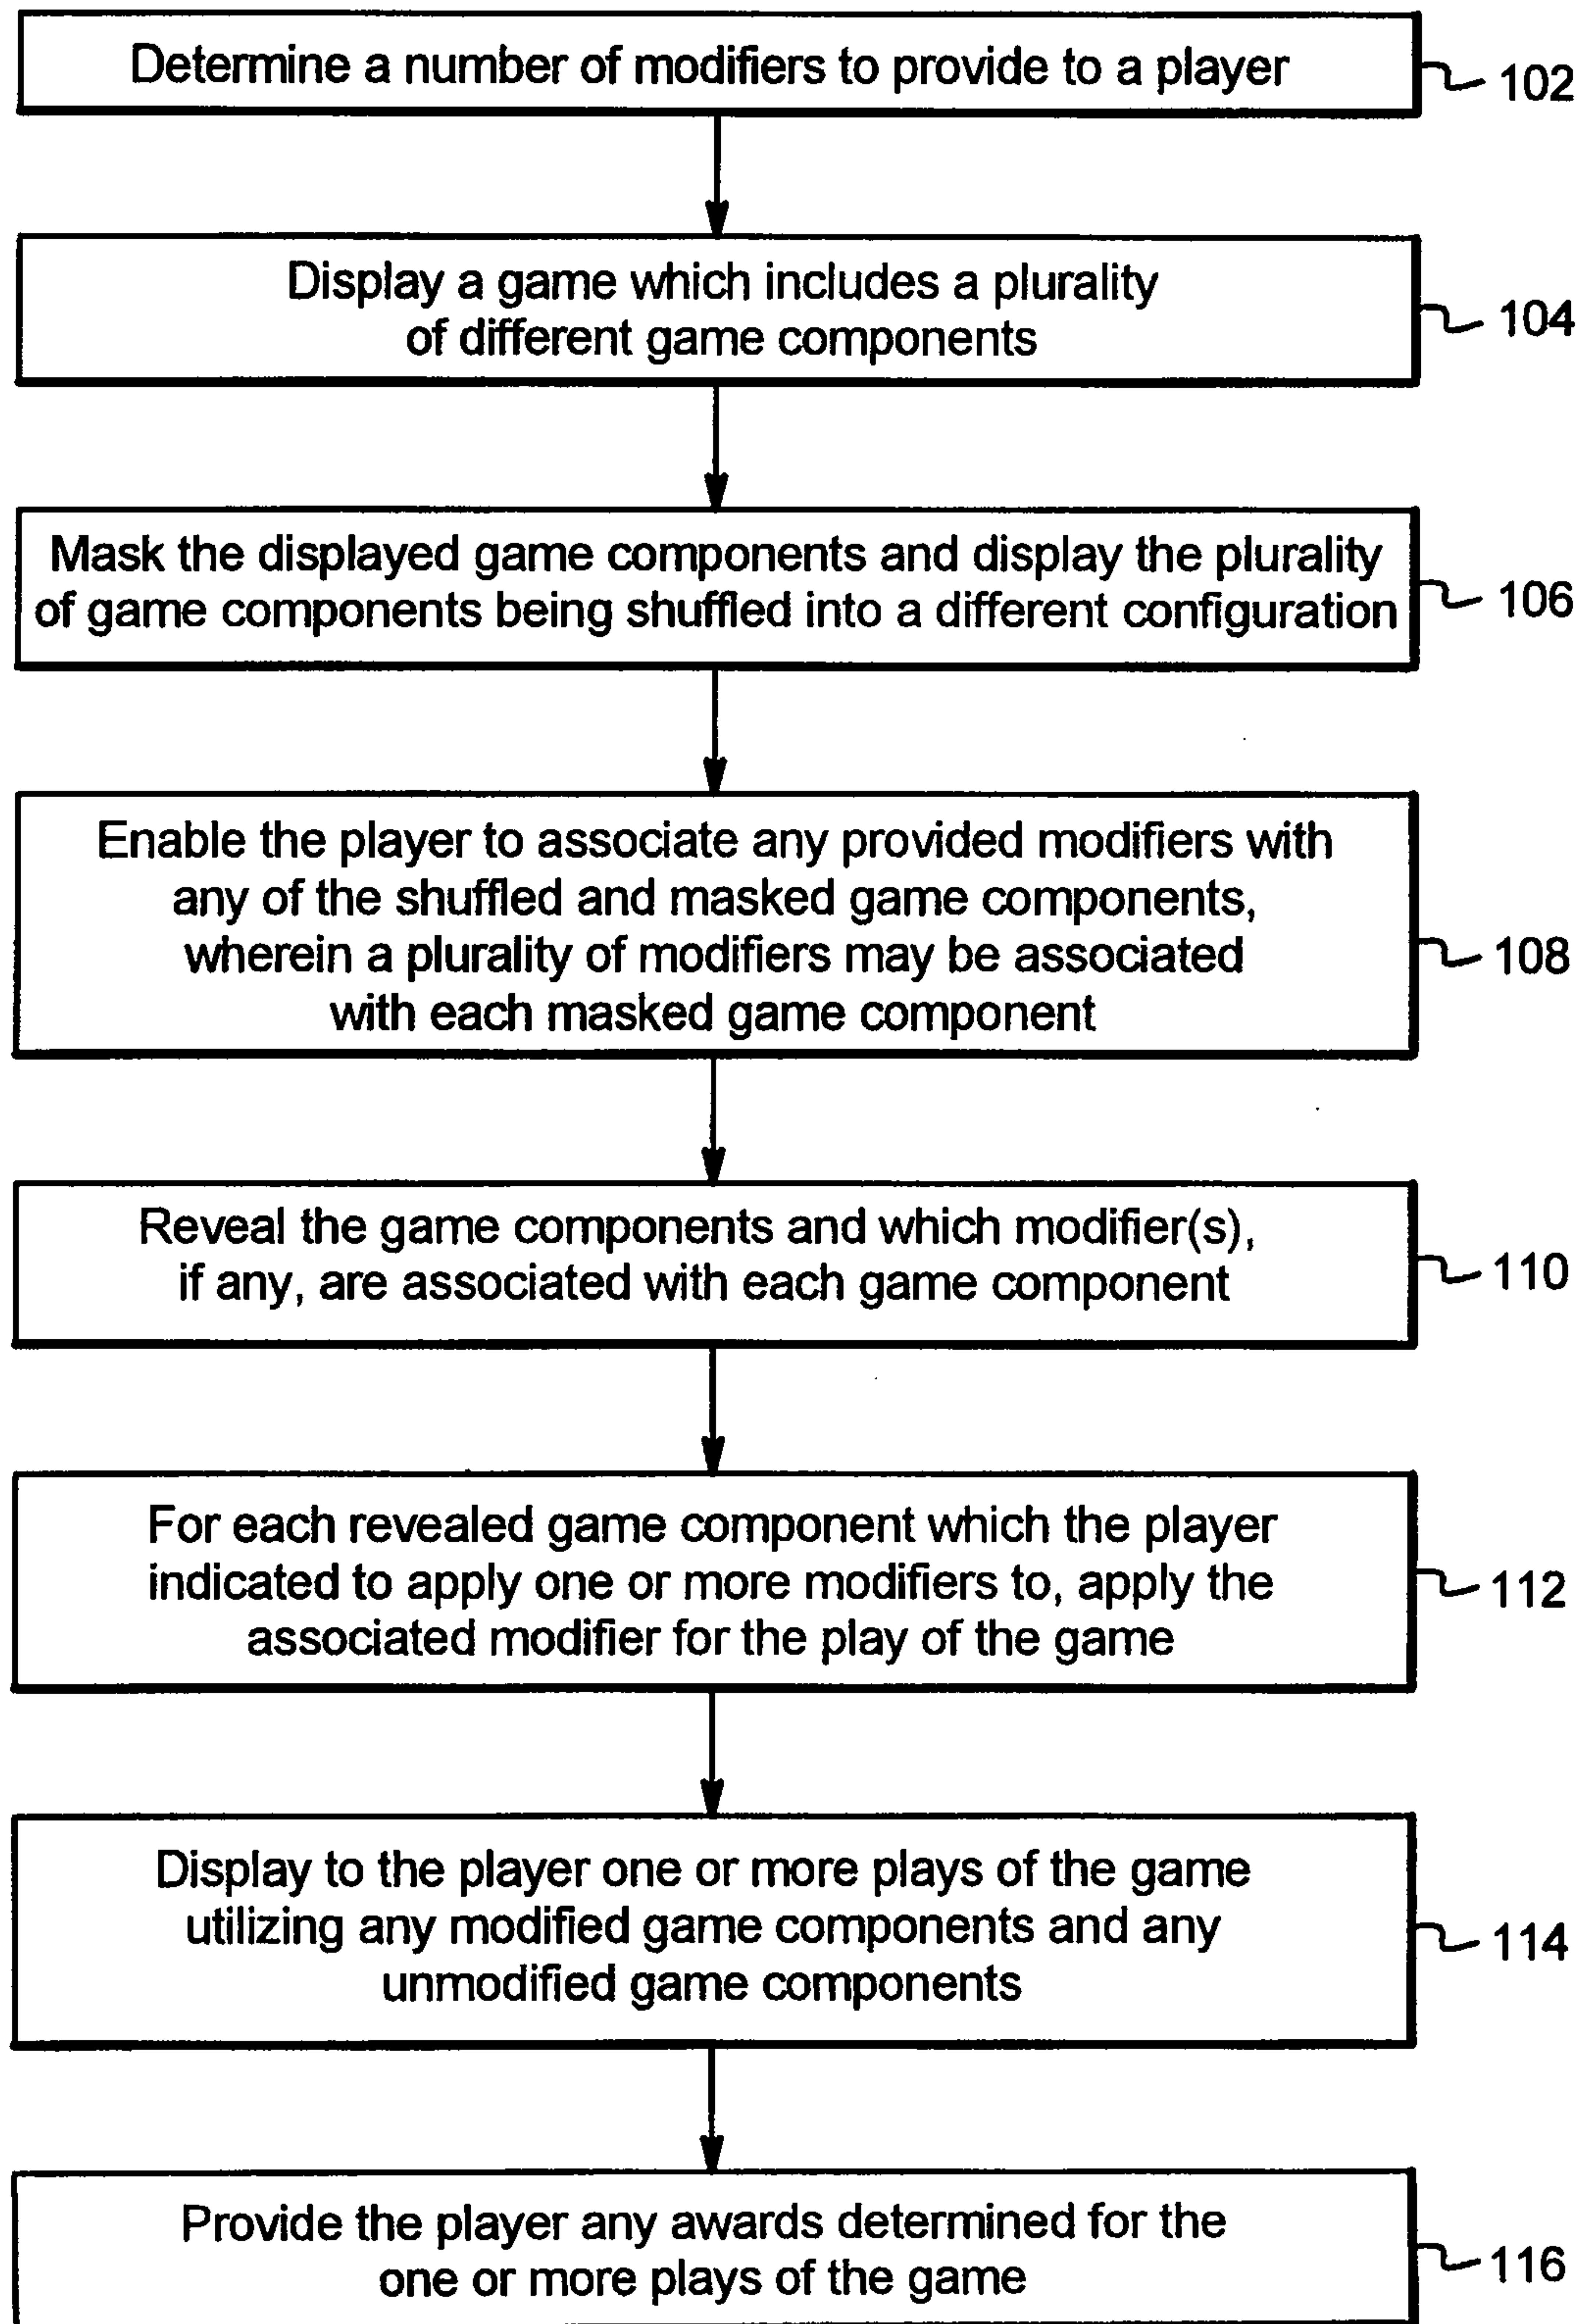 Determine a number of modifiers to provide to a player
102
Display a game which includes a plurality
of different game components
104
Mask the displayed game components and display the plurality
of game components being shuffled into a different configuration
106
Enable the player to associate any provided modifiers with
any of the shuffled and masked game components,
wherein a plurality of modifiers may be associated
with each masked game component
108
Reveal the game components and which modifier(s),
if any, are associated with each game component
110
For each revealed game component which the player
indicated to apply one or more modifiers to, apply the
associated modifier for the play of the game
112
Display to the player one or more plays of the game
utilizing any modified game components and any
unmodified game components
114
Provide the player any awards determined for the
one or more plays of the game
116